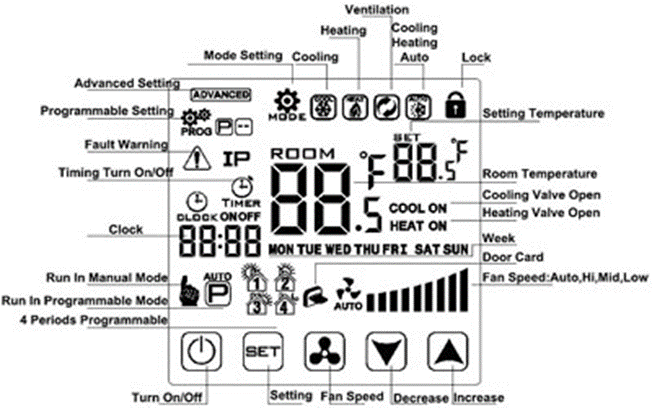 Ventilation
Cooling
Heating
Heating
Mode Setting
Cooling
Auto
Lock
Advanced Setting
ADVANCED
Programmable Setting
PROG
P
--
MODE
COOL
HEAT
AUTO
Setting Temperature
SET
Fault Warning
IP
ROOM
°F
88.5
°F
Timing Turn On/Off
Room Temperature
TIMER
CLOCK ON OFF
88.5
COOL ON
Cooling Valve Open
HEAT ON
Heating Valve Open
Clock
88:88
MON TUE WED THU FRI SAT SUN
Week
Door Card
Run In Manual Mode
AUTO
P
1
2
3
4
AUTO
Fan Speed:Auto,Hi,Mid,Low
Run In Programmable Mode
4 Periods Programmable
SET
Turn On/Off
Setting
Fan Speed
Decrease
Increase